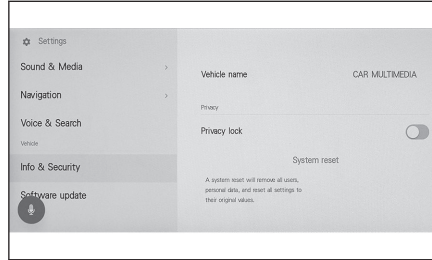 Settings
Sound & Media
Navigation
Voice & Search
Vehicle
Info & Security
Software update
Vehicle name CAR MULTIMEDIA
Privacy
Privacy lock
System reset
A system reset will remove all users,
personal data, and reset all settings to
their original values.